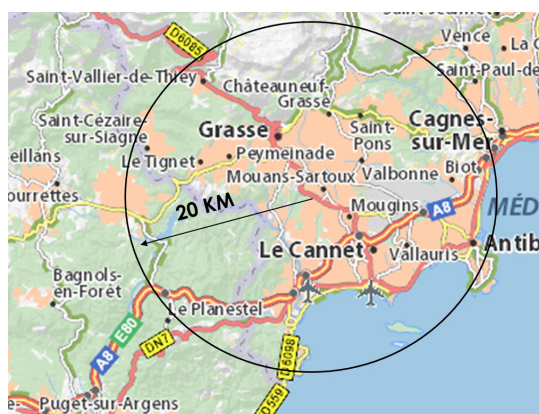 D6085
Vence
La C
Saint-Vallier-de-Thiey
Saint-Paul-de
Châteauneuf-
Grasse
Saint-Cézaire-
sur-Siagne
Grasse
Saint-
Pons
Cagnes-
sur-Mer
eillans
Le Tignet
Peymeinade
Mouans-Sartoux
Valbonne
Biot
ourrettes
20 KM
Mougins
A8
MÉD
Le Cannet
Vallauris
Antib
Bagnols-
en-Forêt
Le Planestel
E80
A8
DN7
D6098
D559
Puget-sur-Argens